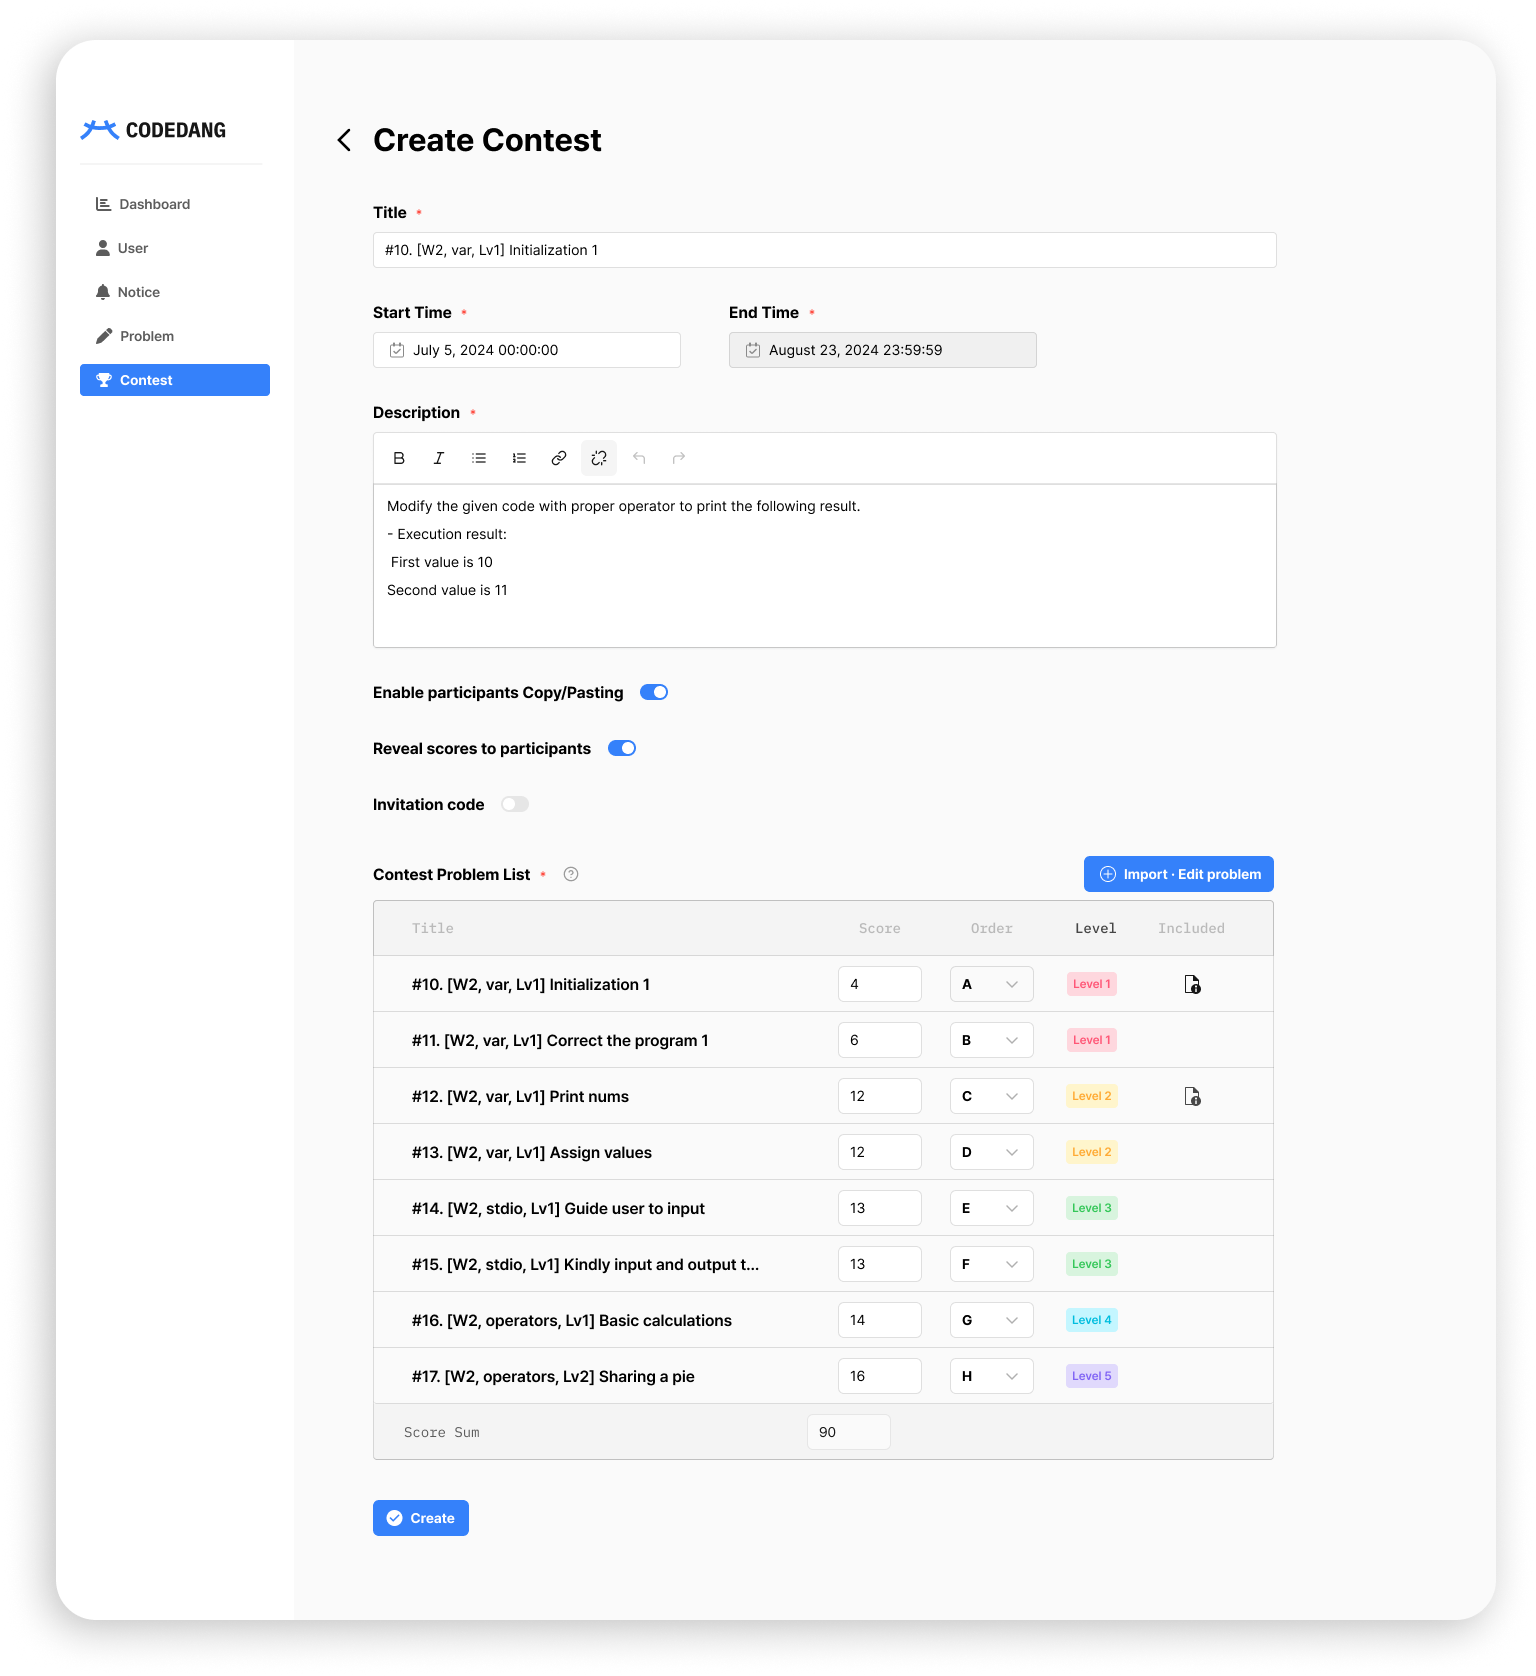 CODEDANG
Dashboard
User
Notice
Problem
Contest
Create Contest
Title *
#10. [W2, var, Lv1] Initialization 1
Start Time * End Time *
July 5, 2024 00:00:00 August 23, 2024 23:59:59
Description *
B I
Modify the given code with proper operator to print the following result.
- Execution result:
First value is 10
Second value is 11
Enable participants Copy/Pasting
Reveal scores to participants
Invitation code
Contest Problem List * ? Import · Edit problem
Title Score Order Level Included
#10. [W2, var, Lv1] Initialization 1 4 A Level 1
#11. [W2, var, Lv1] Correct the program 1 6 B Level 1
#12. [W2, var, Lv1] Print nums 12 C Level 2
#13. [W2, var, Lv1] Assign values 12 D Level 2
#14. [W2, stdio, Lv1] Guide user to input 13 E Level 3
#15. [W2, stdio, Lv1] Kindly input and output t... 13 F Level 3
#16. [W2, operators, Lv1] Basic calculations 14 G Level 4
#17. [W2, operators, Lv2] Sharing a pie 16 H Level 5
Score Sum 90
Create